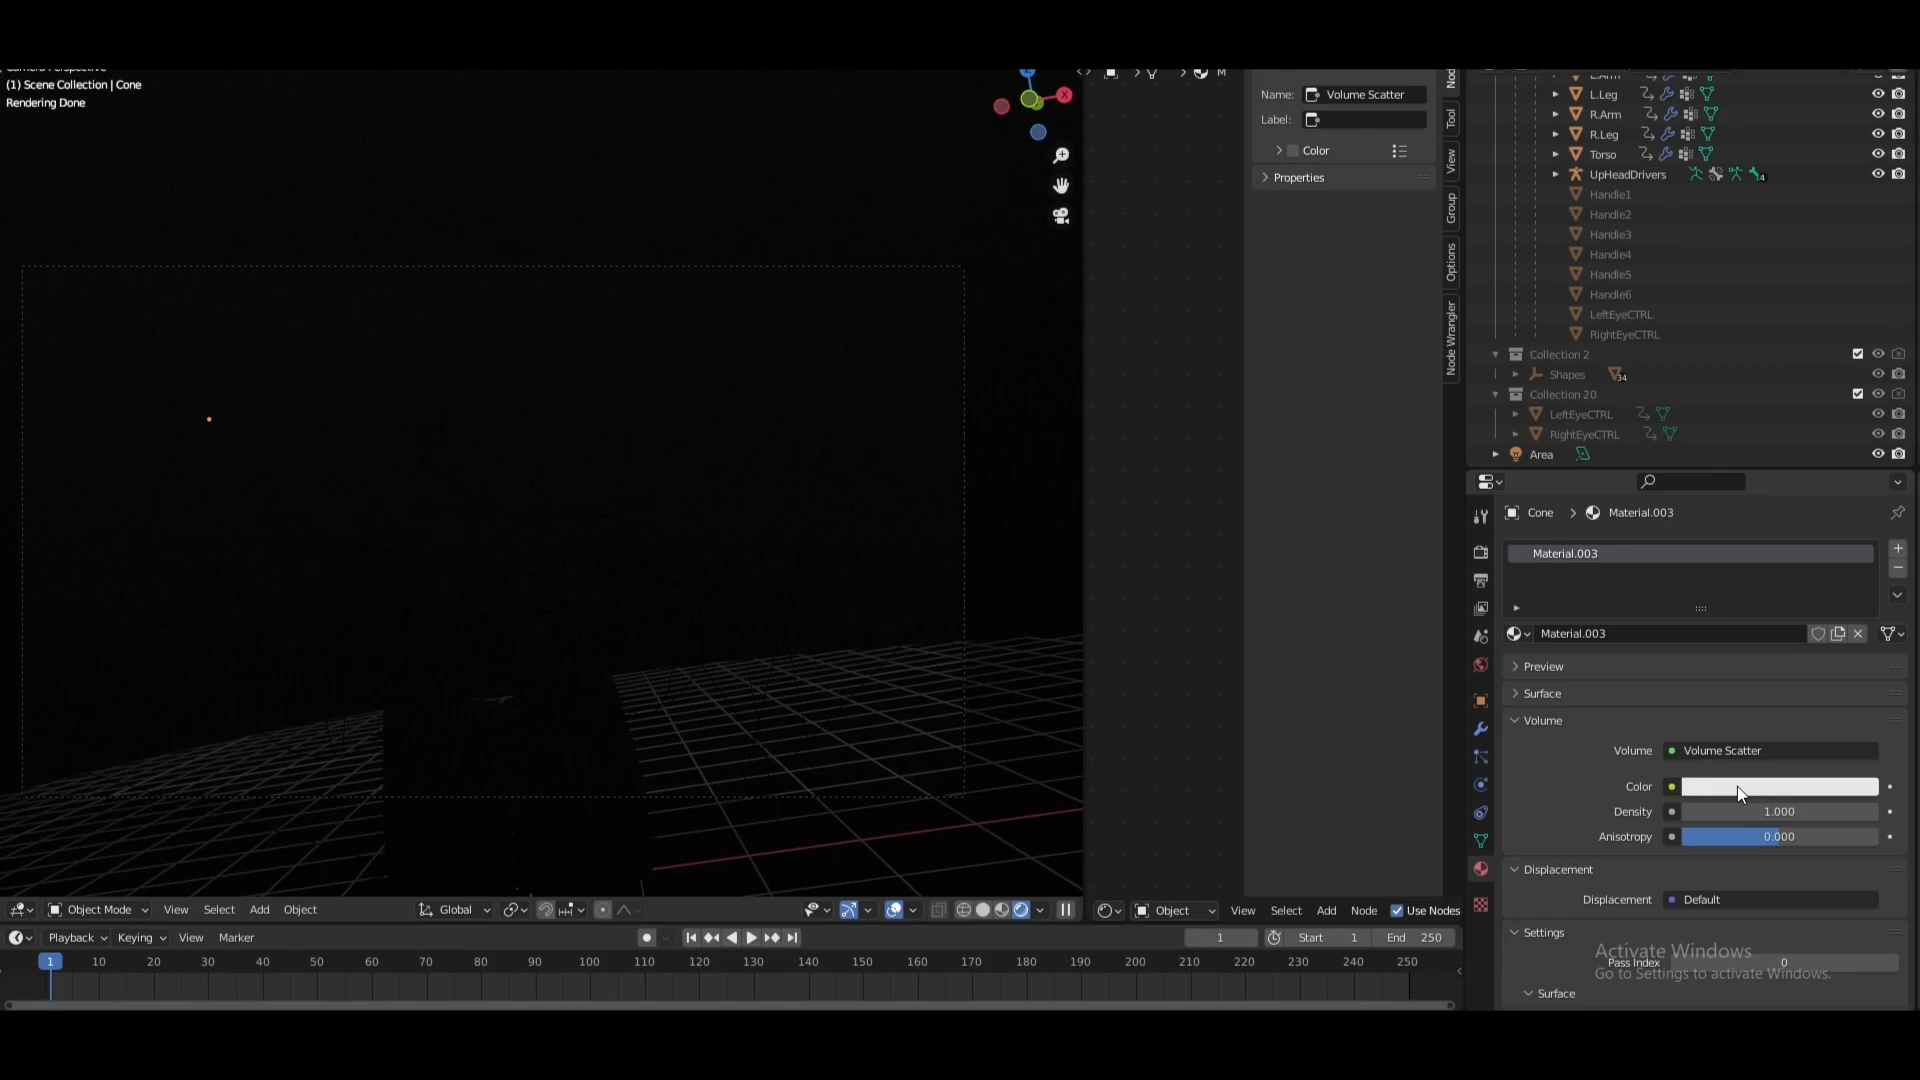 (1) Scene Collection | Cone
Rendering Done
M
Name: Volume Scatter
Label:
Color
Properties
Nod
Tool
View
Group
Options
Node Wrangler
L.Arm
L.Leg
R.Arm
R.Leg
Torso
UpHeadDrivers 4
Handle1
Handle2
Handle3
Handle4
Handle5
Handle6
LeftEyeCTRL
RightEyeCTRL
Collection 2
Shapes 34
Collection 20
LeftEyeCTRL
RightEyeCTRL
Area
Cone > Material.003
Material.003
Material.003
Preview
Surface
Volume
Volume Volume Scatter
Color
Density 1.000
Anisotropy 0.000
Displacement
Displacement Default
Settings
Pass Index 0
Surface
Activate Windows
Go to Settings to activate Windows.
Object Mode View Select Add Object Global
Object View Select Add Node Use Nodes
Playback Keying View Marker
1 Start 1 End 250
1 10 20 30 40 50 60 70 80 90 100 110 120 130 140 150 160 170 180 190 200 210 220 230 240 250
X